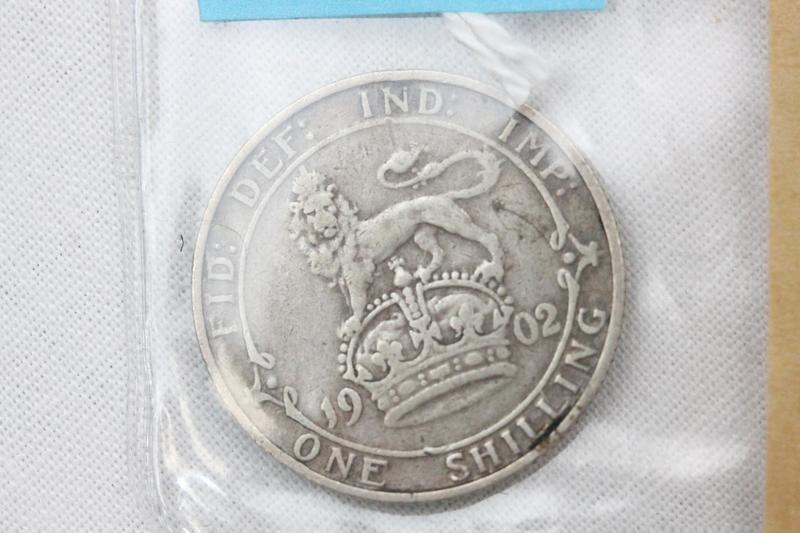 FID: DEF: IND: IMP:
19 02
ONE SHILLING